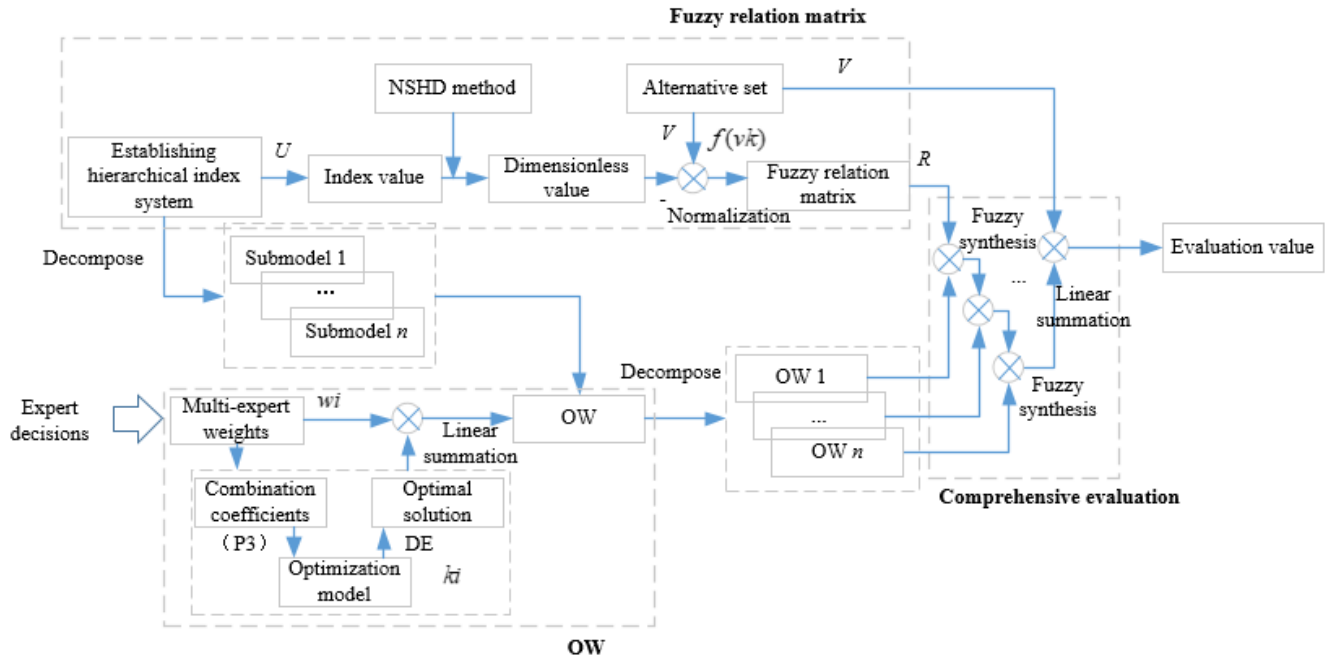 Fuzzy relation matrix
NSHD method
Alternative set
V
V
f(vk)
Establishing
hierarchical index
system
U
Index value
Dimensionless
value
-
Normalization
Fuzzy relation
matrix
R
Decompose
Submodel 1
...
Submodel n
Fuzzy
synthesis
...
Linear
summation
Evaluation value
Fuzzy
synthesis
Comprehensive evaluation
Expert
decisions
Multi-expert
weights
wi
Linear
summation
OW
Decompose
OW 1
...
OW n
Combination
coefficients
Optimal
solution
（P3）
DE
Optimization
model
ki
OW